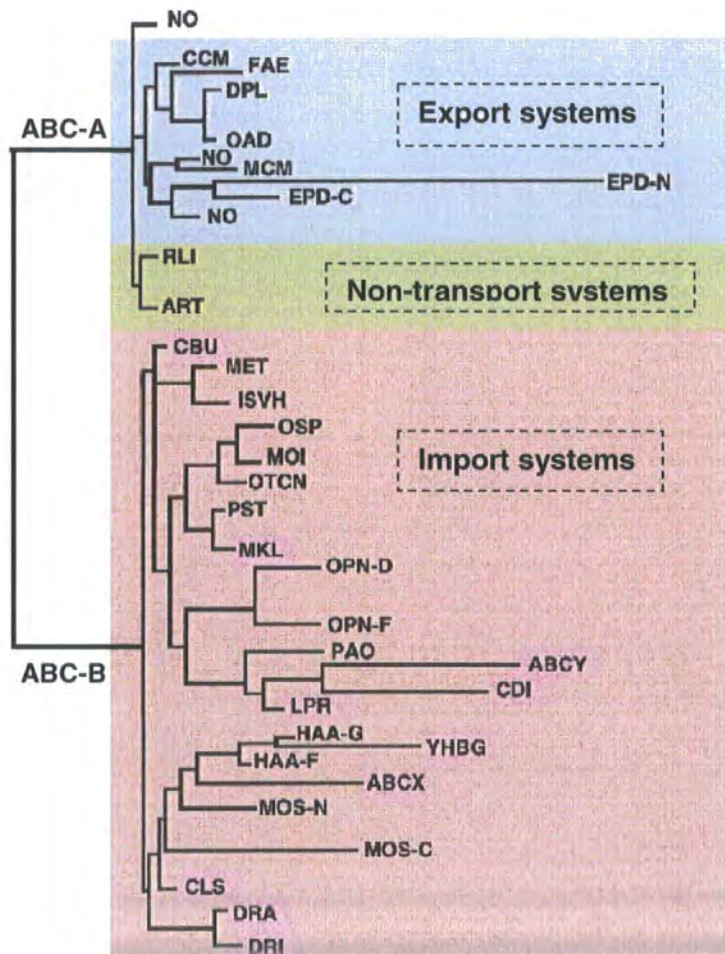 NO
CCM
FAE
DPL
Export systems
ABC-A
OAD
NO
MCM
EPD-N
EPD-C
NO
RLI
Non-transport systems
ART
CBU
MET
ISVH
OSP
MOI
Import systems
OTCN
PST
MKL
OPN-D
OPN-F
PAO
ABCY
ABC-B
CDI
LPR
HAA-G
YHBG
HAA-F
ABCX
MOS-N
MOS-C
CLS
DRA
DRI